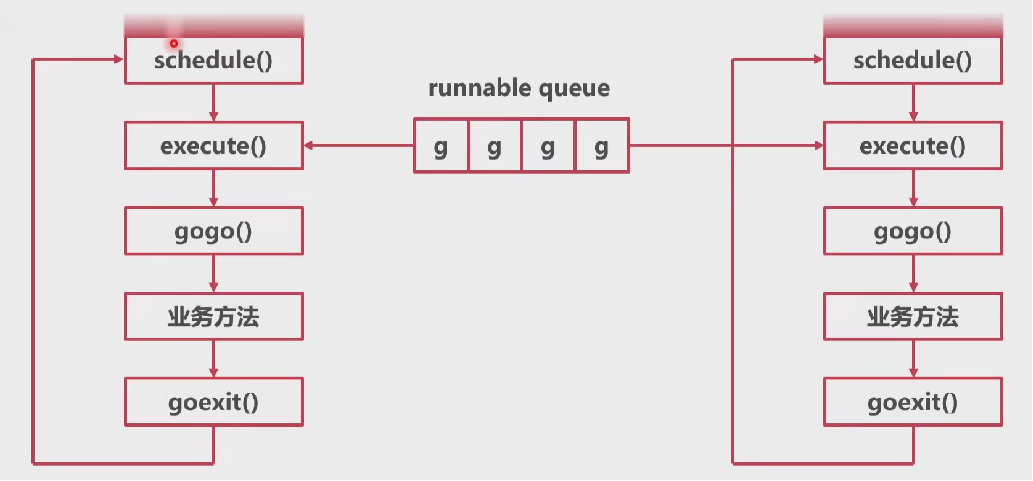 schedule()
execute()
gogo()
业务方法
goexit()
runnable queue
g g g g
schedule()
execute()
gogo()
业务方法
goexit()